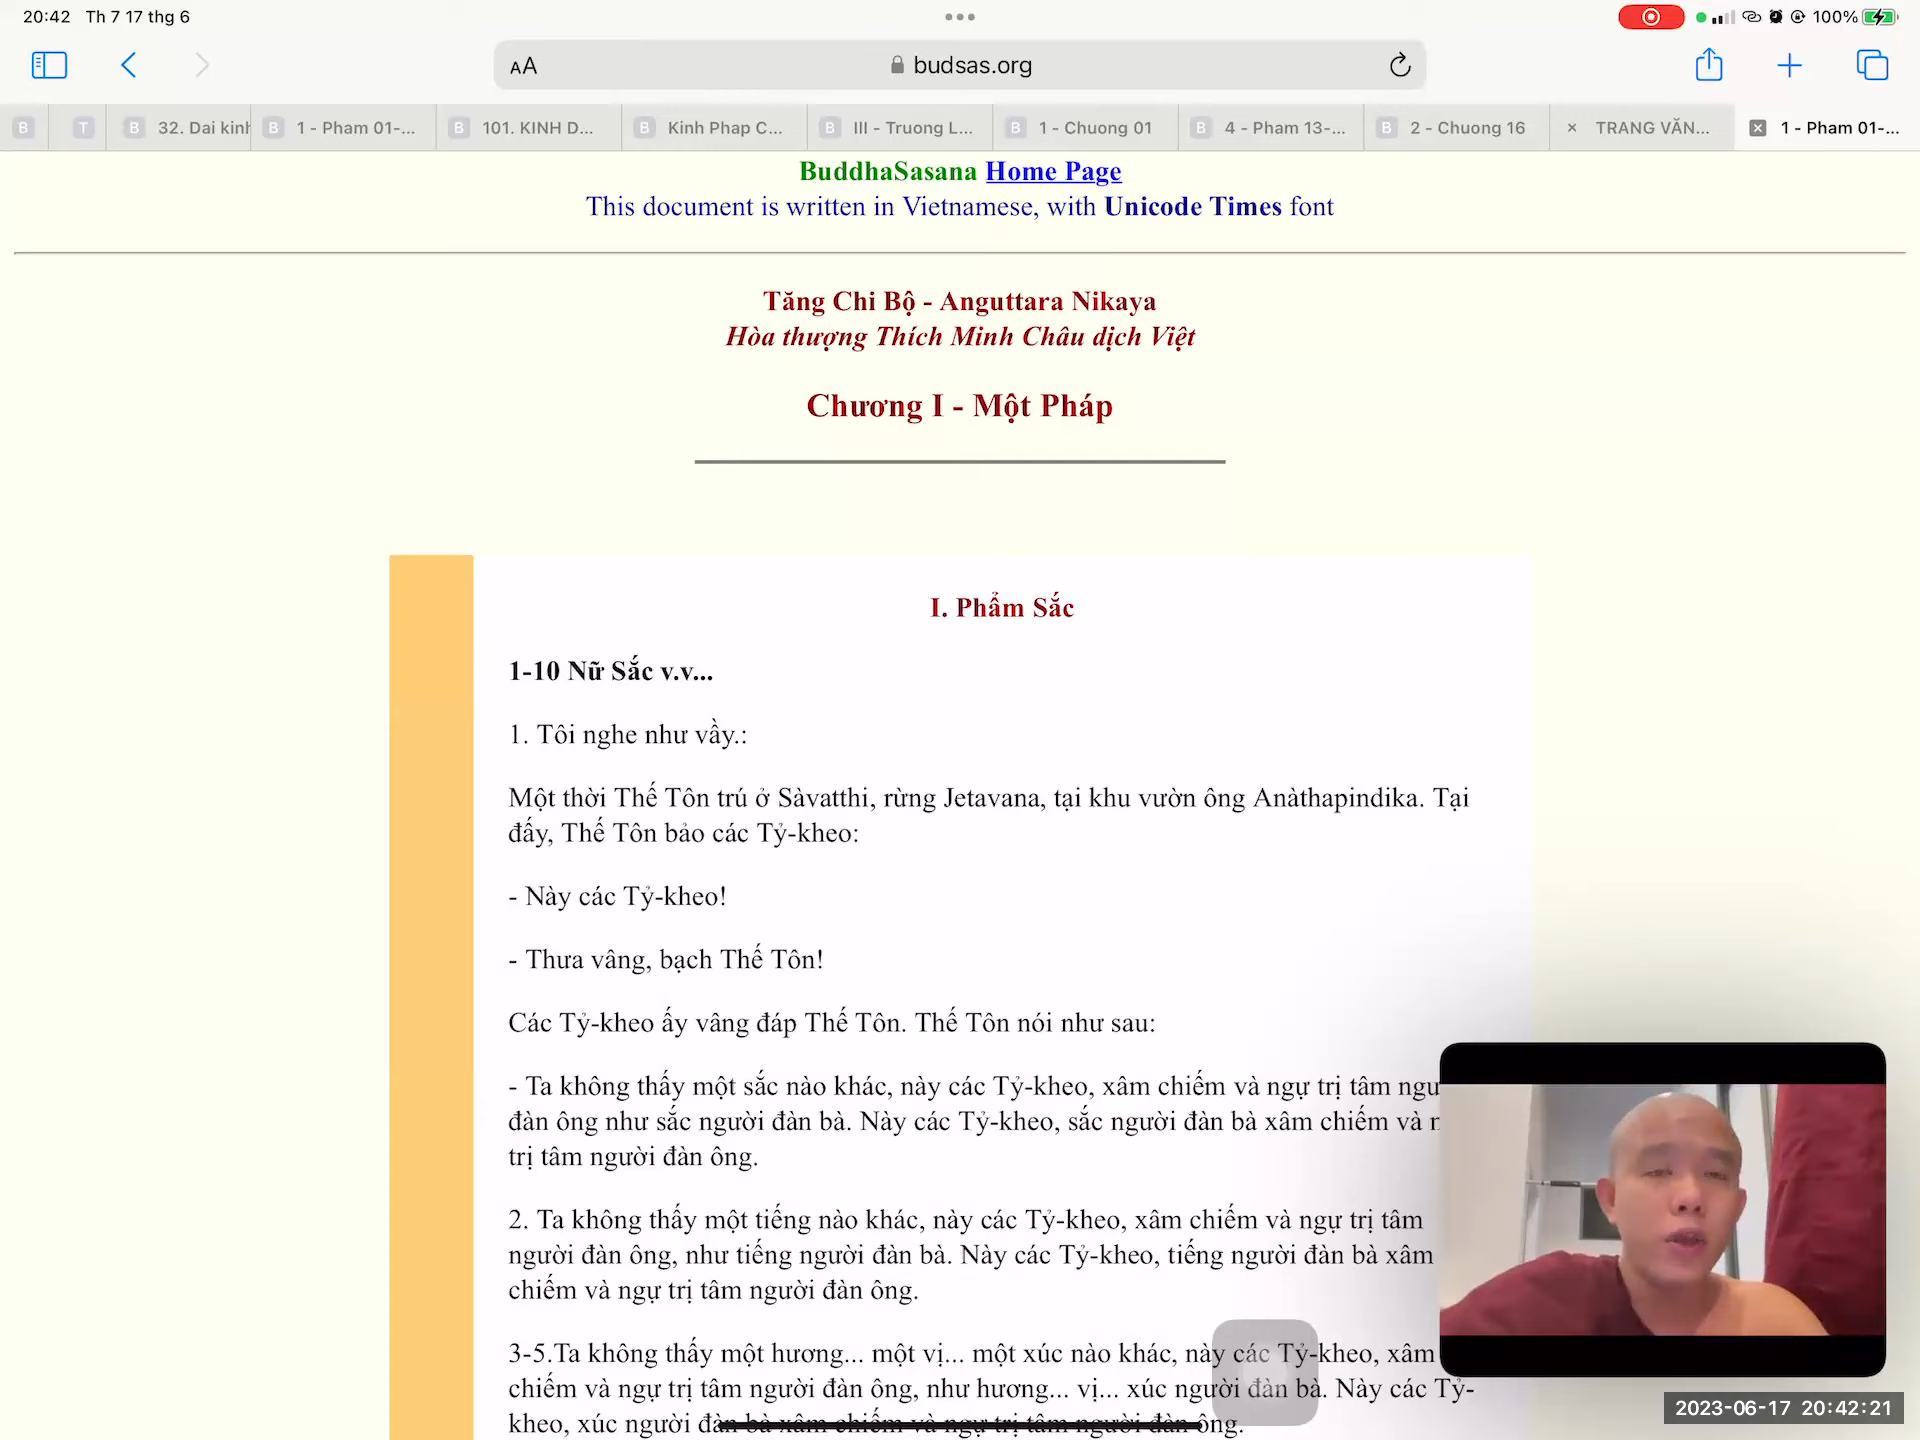 20:42 Th 7 17 thg 6
100%
AA
budsas.org
B
T
B 32. Dai kinh
B 1 - Pham 01-...
B 101. KINH D...
B Kinh Phap C...
B III - Truong L...
B 1 - Chuong 01
B 4 - Pham 13-...
B 2 - Chuong 16
TRANG VĂN...
1 - Pham 01-...
BuddhaSasana Home Page
This document is written in Vietnamese, with Unicode Times font
Tăng Chi Bộ - Anguttara Nikaya
Hòa thượng Thích Minh Châu dịch Việt
Chương I - Một Pháp
I. Phẩm Sắc
1-10 Nữ Sắc v.v...
1. Tôi nghe như vầy.:
Một thời Thế Tôn trú ở Sàvatthi, rừng Jetavana, tại khu vườn ông Anàthapindika. Tại
đấy, Thế Tôn bảo các Tỷ-kheo:
- Này các Tỷ-kheo!
- Thưa vâng, bạch Thế Tôn!
Các Tỷ-kheo ấy vâng đáp Thế Tôn. Thế Tôn nói như sau:
- Ta không thấy một sắc nào khác, này các Tỷ-kheo, xâm chiếm và ngự trị tâm
đàn ông như sắc người đàn bà. Này các Tỷ-kheo, sắc người đàn bà xâm chiếm và
trị tâm người đàn ông.
2. Ta không thấy một tiếng nào khác, này các Tỷ-kheo, xâm chiếm và ngự trị tâm
người đàn ông, như tiếng người đàn bà. Này các Tỷ-kheo, tiếng người đàn bà xâm
chiếm và ngự trị tâm người đàn ông.
3-5.Ta không thấy một hương... một vị... một xúc nào khác, này các Tỷ-kheo, xâm
chiếm và ngự trị tâm người đàn ông, như hương... vị... xúc người đàn bà. Này các Tỷ-
kheo, xúc người đàn bà xâm chiếm và ngự trị tâm người đàn ông.
2023-06-17 20:42:21